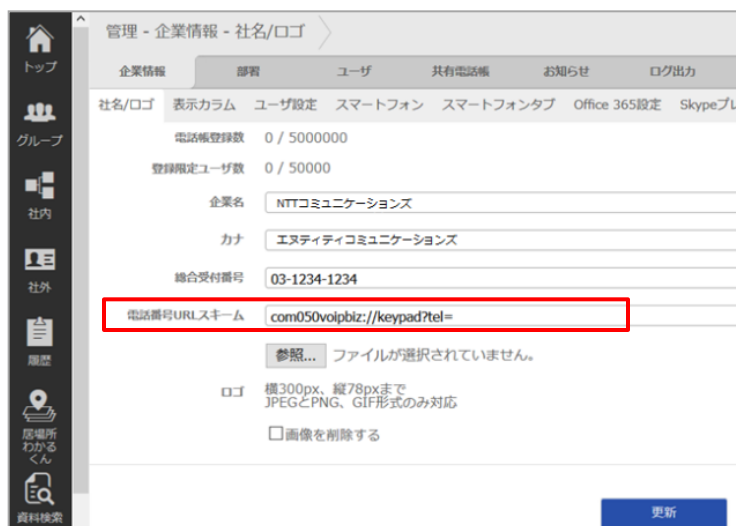 管理 - 企業情報 - 社名/ロゴ
トップ
グループ
社内
社外
履歴
居場所
わかる
くん
資料検索
企業情報 部署 ユーザ 共有電話帳 お知らせ ログ出力
社名/ロゴ 表示カラム ユーザ設定 スマートフォン スマートフォンタブ Office 365設定 Skypeプレ
電話帳登録数 0 / 5000000
登録限定ユーザ数 0 / 50000
企業名 NTTコミュニケーションズ
カナ エヌティティコミュニケーションズ
総合受付番号 03-1234-1234
電話番号URLスキーム com050voipbiz://keypad?tel=
参照... ファイルが選択されていません。
ロゴ 横300px、縦78pxまで
JPEGとPNG、GIF形式のみ対応
画像を削除する
更新